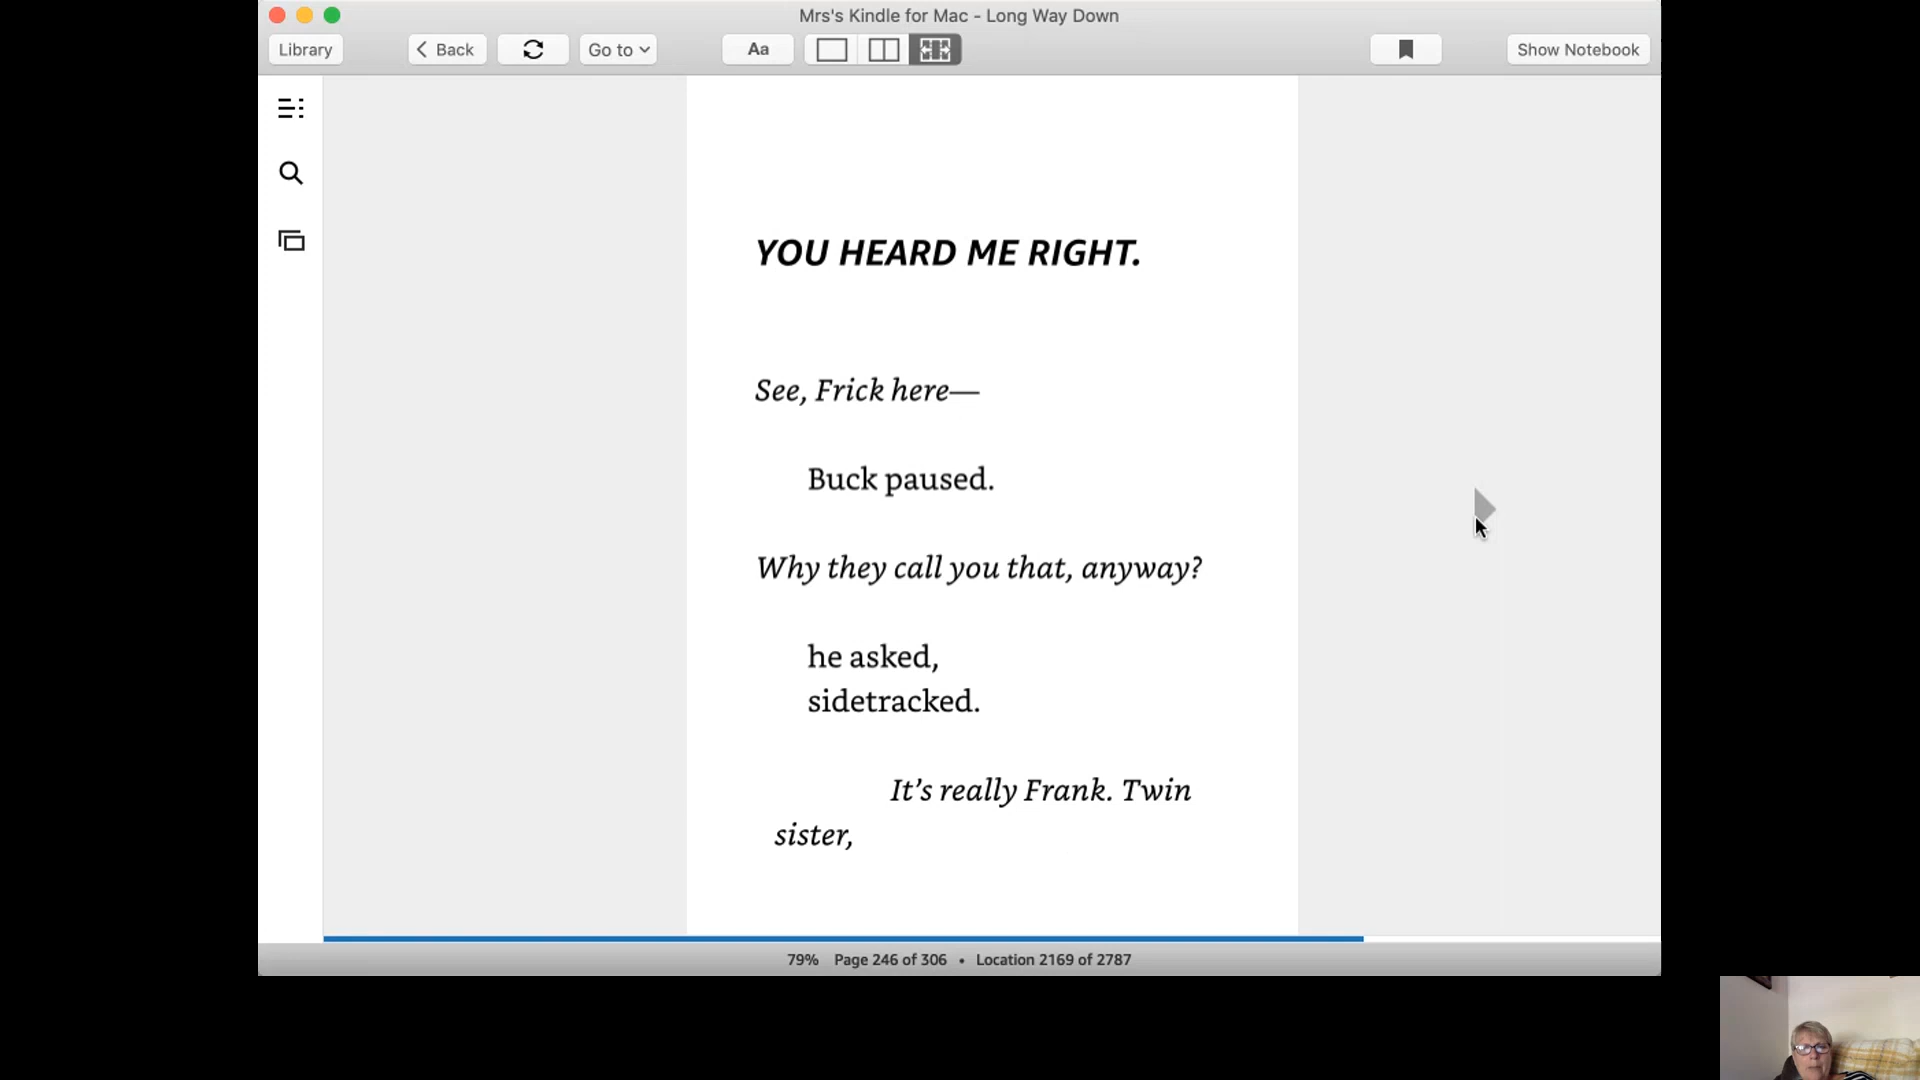 Mrs's Kindle for Mac - Long Way Down
Library
Back
Go to
Aa
Show Notebook
YOU HEARD ME RIGHT.
See, Frick here—
Buck paused.
Why they call you that, anyway?
he asked,
sidetracked.
It's really Frank. Twin
sister,
79% Page 246 of 306 • Location 2169 of 2787